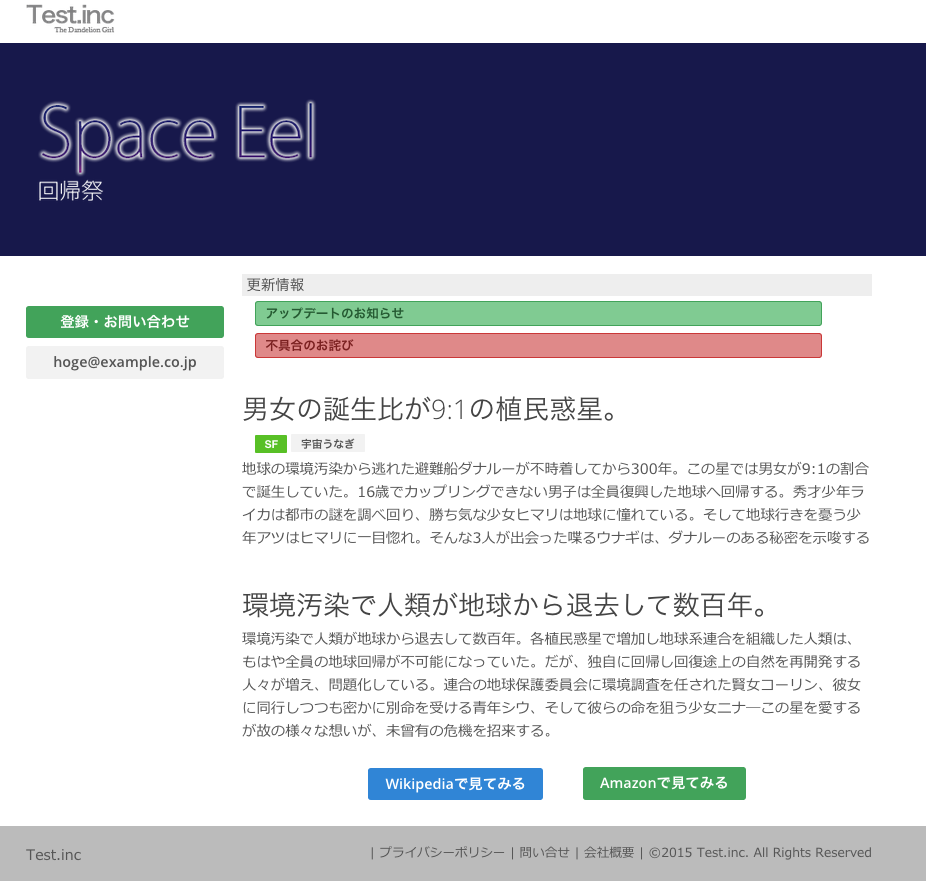 Test.inc
The Dandelion Girl
Space Eel
回帰祭
更新情報
アップデートのお知らせ
不具合のお詫び
登録・お問い合わせ
hoge@example.co.jp
男女の誕生比が9:1の植民惑星。
SF 宇宙うなぎ
地球の環境汚染から逃れた避難船ダナルーが不時着してから300年。この星では男女が9:1の割合
で誕生していた。16歳でカップリングできない男子は全員復興した地球へ回帰する。秀才少年ラ
イカは都市の謎を調べ回り、勝ち気な少女ヒマリは地球に憧れている。そして地球行きを憂う少
年アツはヒマリに一目惚れ。そんな3人が出会った喋るウナギは、ダナルーのある秘密を示唆する
環境汚染で人類が地球から退去して数百年。
環境汚染で人類が地球から退去して数百年。各植民惑星で増加し地球系連合を組織した人類は、
もはや全員の地球回帰が不可能になっていた。だが、独自に回帰し回復途上の自然を再開発する
人々が増え、問題化している。連合の地球保護委員会に環境調査を任された賢女コーリン、彼女
に同行しつつも密かに別命を受ける青年シウ、そして彼らの命を狙う少女ニナ―この星を愛する
が故の様々な想いが、未曾有の危機を招来する。
Wikipediaで見てみる Amazonで見てみる
Test.inc | プライバシーポリシー | 問い合せ | 会社概要 | ©2015 Test.inc. All Rights Reserved